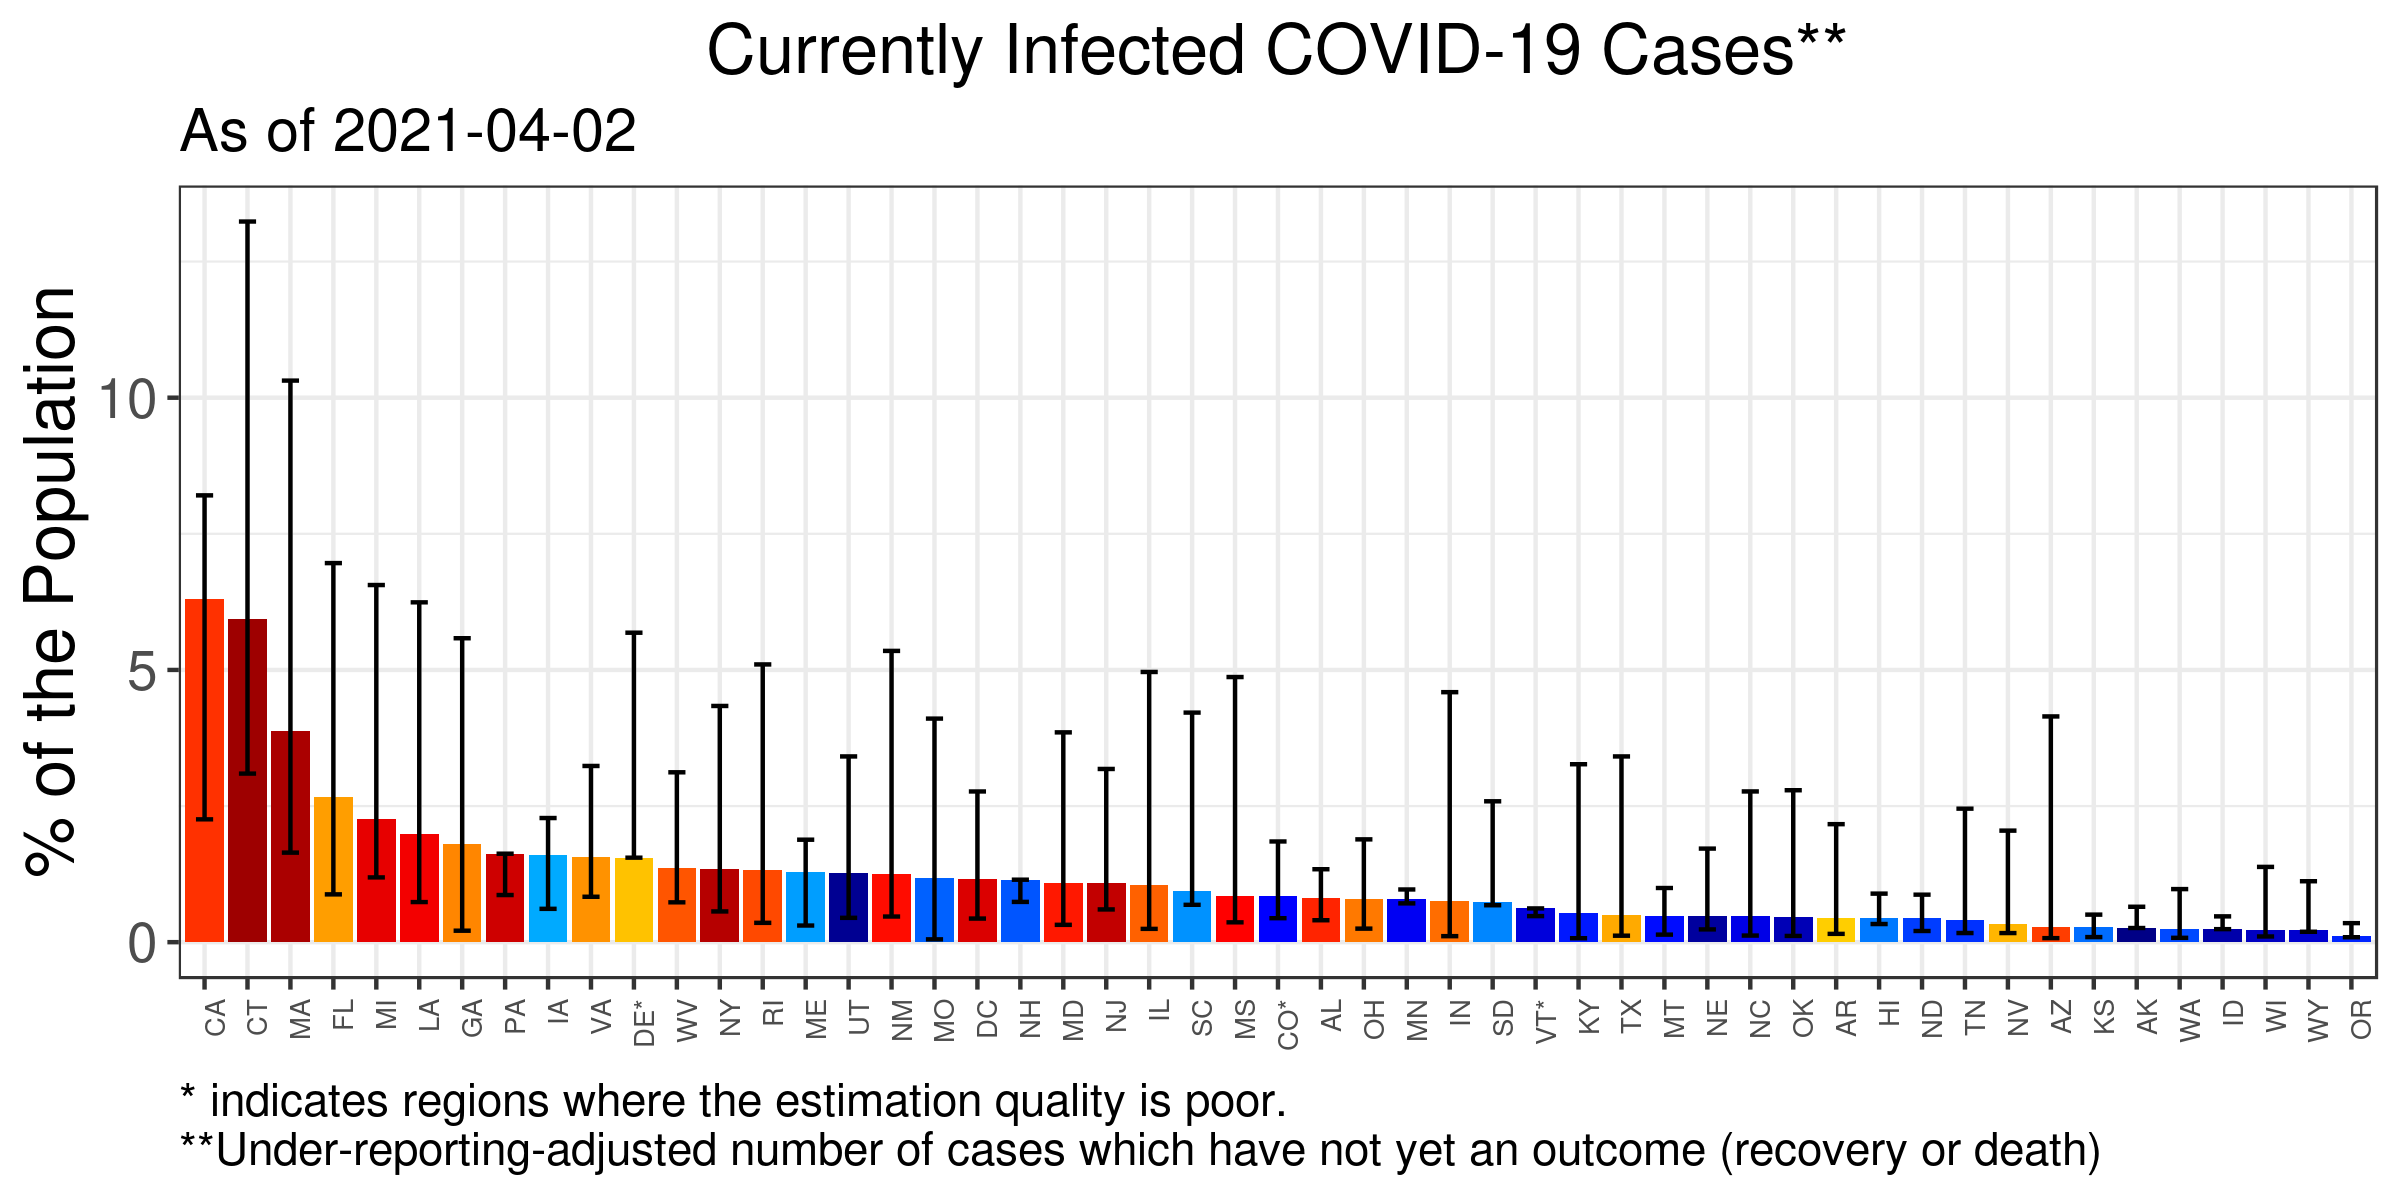 Currently Infected COVID-19 Cases**
As of 2021-04-02
% of the Population
10
5
0
CA CT MA FL MI LA GA PA IA VA DE* WV NY RI ME UT NM MO DC NH MD NJ IL SC MS CO* AL OH MN IN SD VT* KY TX MT NE NC OK AR HI ND TN NV AZ KS AK WA ID WI WY OR
* indicates regions where the estimation quality is poor.
**Under-reporting-adjusted number of cases which have not yet an outcome (recovery or death)